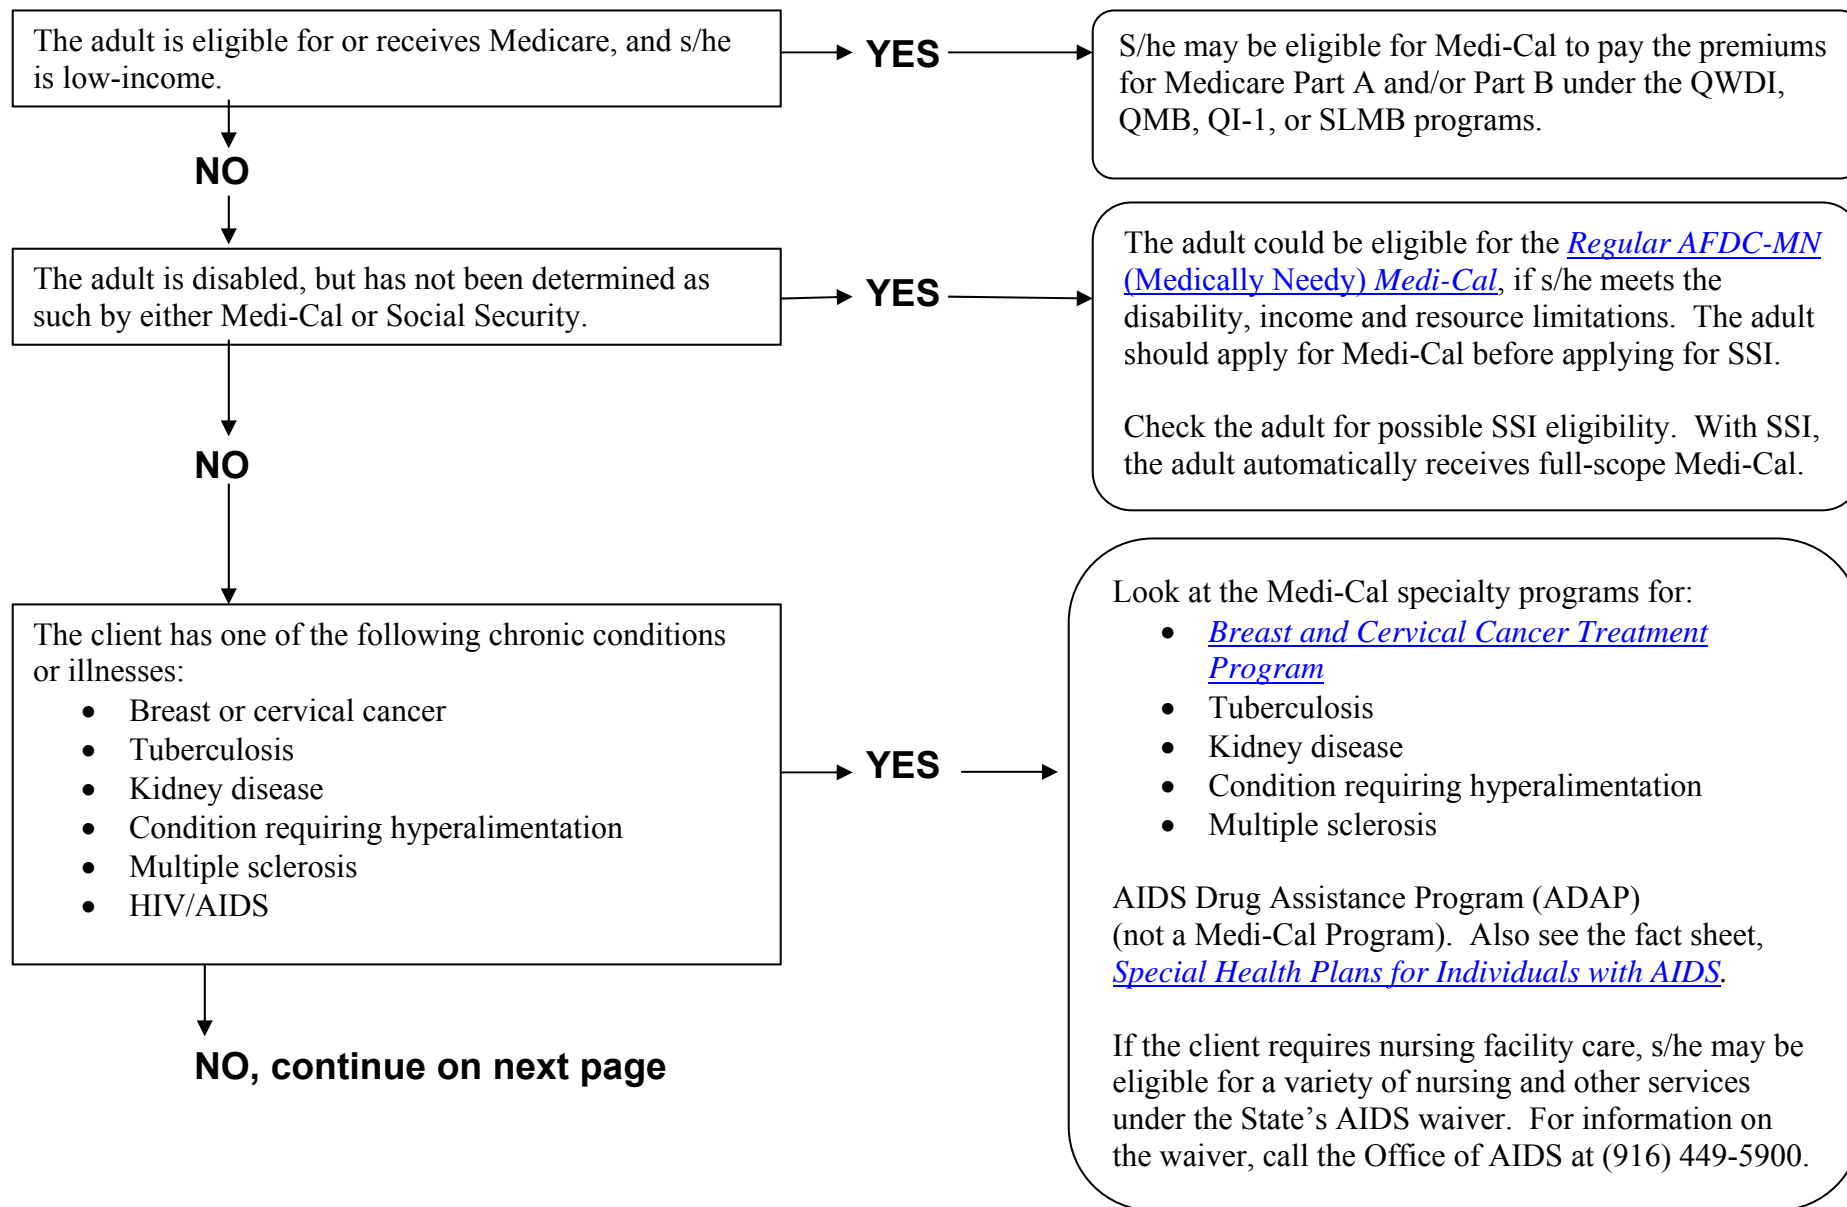 The adult is eligible for or receives Medicare, and s/he
is low-income.
YES
S/he may be eligible for Medi-Cal to pay the premiums
for Medicare Part A and/or Part B under the QWDI,
QMB, QI-1, or SLMB programs.
NO
The adult is disabled, but has not been determined as
such by either Medi-Cal or Social Security.
YES
The adult could be eligible for the Regular AFDC-MN
(Medically Needy) Medi-Cal, if s/he meets the
disability, income and resource limitations.  The adult
should apply for Medi-Cal before applying for SSI.
Check the adult for possible SSI eligibility.  With SSI,
the adult automatically receives full-scope Medi-Cal.
NO
The client has one of the following chronic conditions
or illnesses:
• Breast or cervical cancer
• Tuberculosis
• Kidney disease
• Condition requiring hyperalimentation
• Multiple sclerosis
• HIV/AIDS
YES
Look at the Medi-Cal specialty programs for:
• Breast and Cervical Cancer Treatment
Program
• Tuberculosis
• Kidney disease
• Condition requiring hyperalimentation
• Multiple sclerosis
AIDS Drug Assistance Program (ADAP)
(not a Medi-Cal Program).  Also see the fact sheet,
Special Health Plans for Individuals with AIDS.
If the client requires nursing facility care, s/he may be
eligible for a variety of nursing and other services
under the State’s AIDS waiver.  For information on
the waiver, call the Office of AIDS at (916) 449-5900.
NO, continue on next page